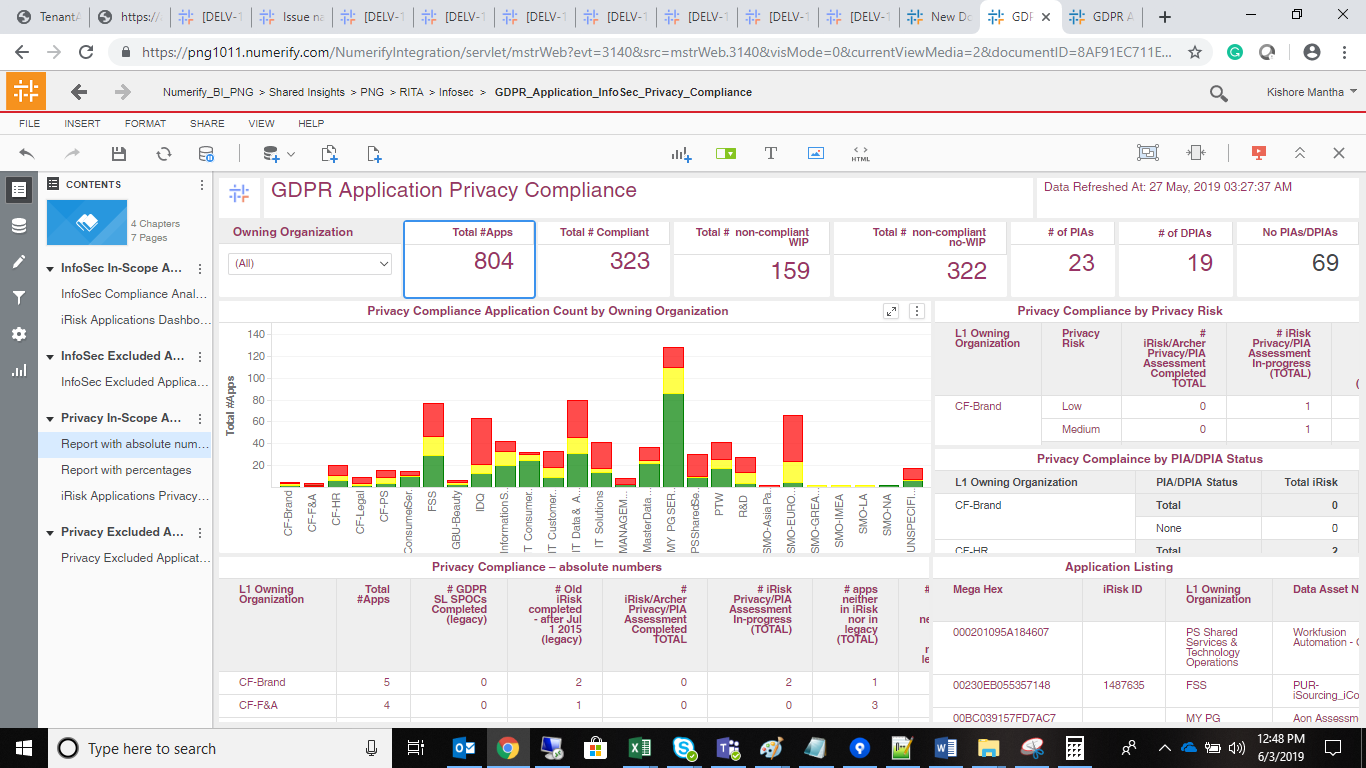 TenantA
https://
[DELV-1
Issue na
[DELV-1
[DELV-1
[DELV-1
[DELV-1
[DELV-1
[DELV-1
[DELV-1
New Do
GDF
GDPR A
https://png1011.numerify.com/NumerifyIntegration/servlet/mstrWeb?evt=3140&src=mstrWeb.3140&visMode=0&currentViewMedia=2&documentID=8AF91EC711E...
Numerify_BI_PNG > Shared Insights > PNG > RITA > Infosec > GDPR_Application_InfoSec_Privacy_Compliance
Kishore Mantha
FILE INSERT FORMAT SHARE VIEW HELP
HTML
CONTENTS
4 Chapters
7 Pages
InfoSec In-Scope A...
InfoSec Compliance Anal...
iRisk Applications Dashbo...
InfoSec Excluded A...
InfoSec Excluded Applica...
Privacy In-Scope A...
Report with absolute num...
Report with percentages
iRisk Applications Privacy...
Privacy Excluded A...
Privacy Excluded Applicat...
GDPR Application Privacy Compliance
Data Refreshed At: 27 May, 2019 03:27:37 AM
Owning Organization
(All)
Total #Apps
804
Total # Compliant
323
Total # non-compliant
WIP
159
Total # non-compliant
no-WIP
322
# of PIAs
23
# of DPIAs
19
No PIAs/DPIAs
69
Privacy Compliance Application Count by Owning Organization
Total #Apps
140
120
100
80
60
40
20
CF-Brand
CF-F&A
CF-HR
CF-Legal
CF-PS
ConsumerSer.
FSS
GBU-Beauty
IDQ
InformationS...
IT Consumer...
IT Customer...
IT Data & A...
IT Solutions
MANAGEM...
MasterData...
MY PGSER...
PSSharedSe...
PTW
R&D
SMO-Asia Pa...
SMO-EURO...
SMO-GREA...
SMO-IMEA
SMO-LA
SMO-NA
UNSPECIFI...
Privacy Compliance by Privacy Risk
L1 Owning
Organization
Privacy
Risk
#
iRisk/Archer
Privacy/PIA
Assessment
Completed
TOTAL
# iRisk
Privacy/PIA
Assessment
In-progress
(TOTAL)
(
CF-Brand Low 0 1
Medium 0 1
Privacy Complaince by PIA/DPIA Status
L1 Owning Organization PIA/DPIA Status Total iRisk
CF-Brand Total 0
None 0
CF-HR Total 2
Privacy Compliance – absolute numbers
L1 Owning
Organization
Total
#Apps
# GDPR
SL SPOCs
Completed
(legacy)
# Old
iRisk
completed
- after Jul
1 2015
(legacy)
#
iRisk/Archer
Privacy/PIA
Assessment
Completed
TOTAL
# iRisk
Privacy/PIA
Assessment
In-progress
(TOTAL)
# apps
neither
in iRisk
nor in
legacy
(TOTAL)
#
ne
le
CF-Brand 5 0 2 0 2 1
CF-F&A 4 0 1 0 0 3
Application Listing
Mega Hex
iRisk ID
L1 Owning
Organization
Data Asset N
000201095A184607
PS Shared
Services &
Technology
Operations
Workfusion
Automation -
00230EB055357148 1487635 FSS
PUR-
iSourcing_iCo
00BC039157FD7AC7 MY PG Aon Assessm
Type here to search
12:48 PM
6/3/2019